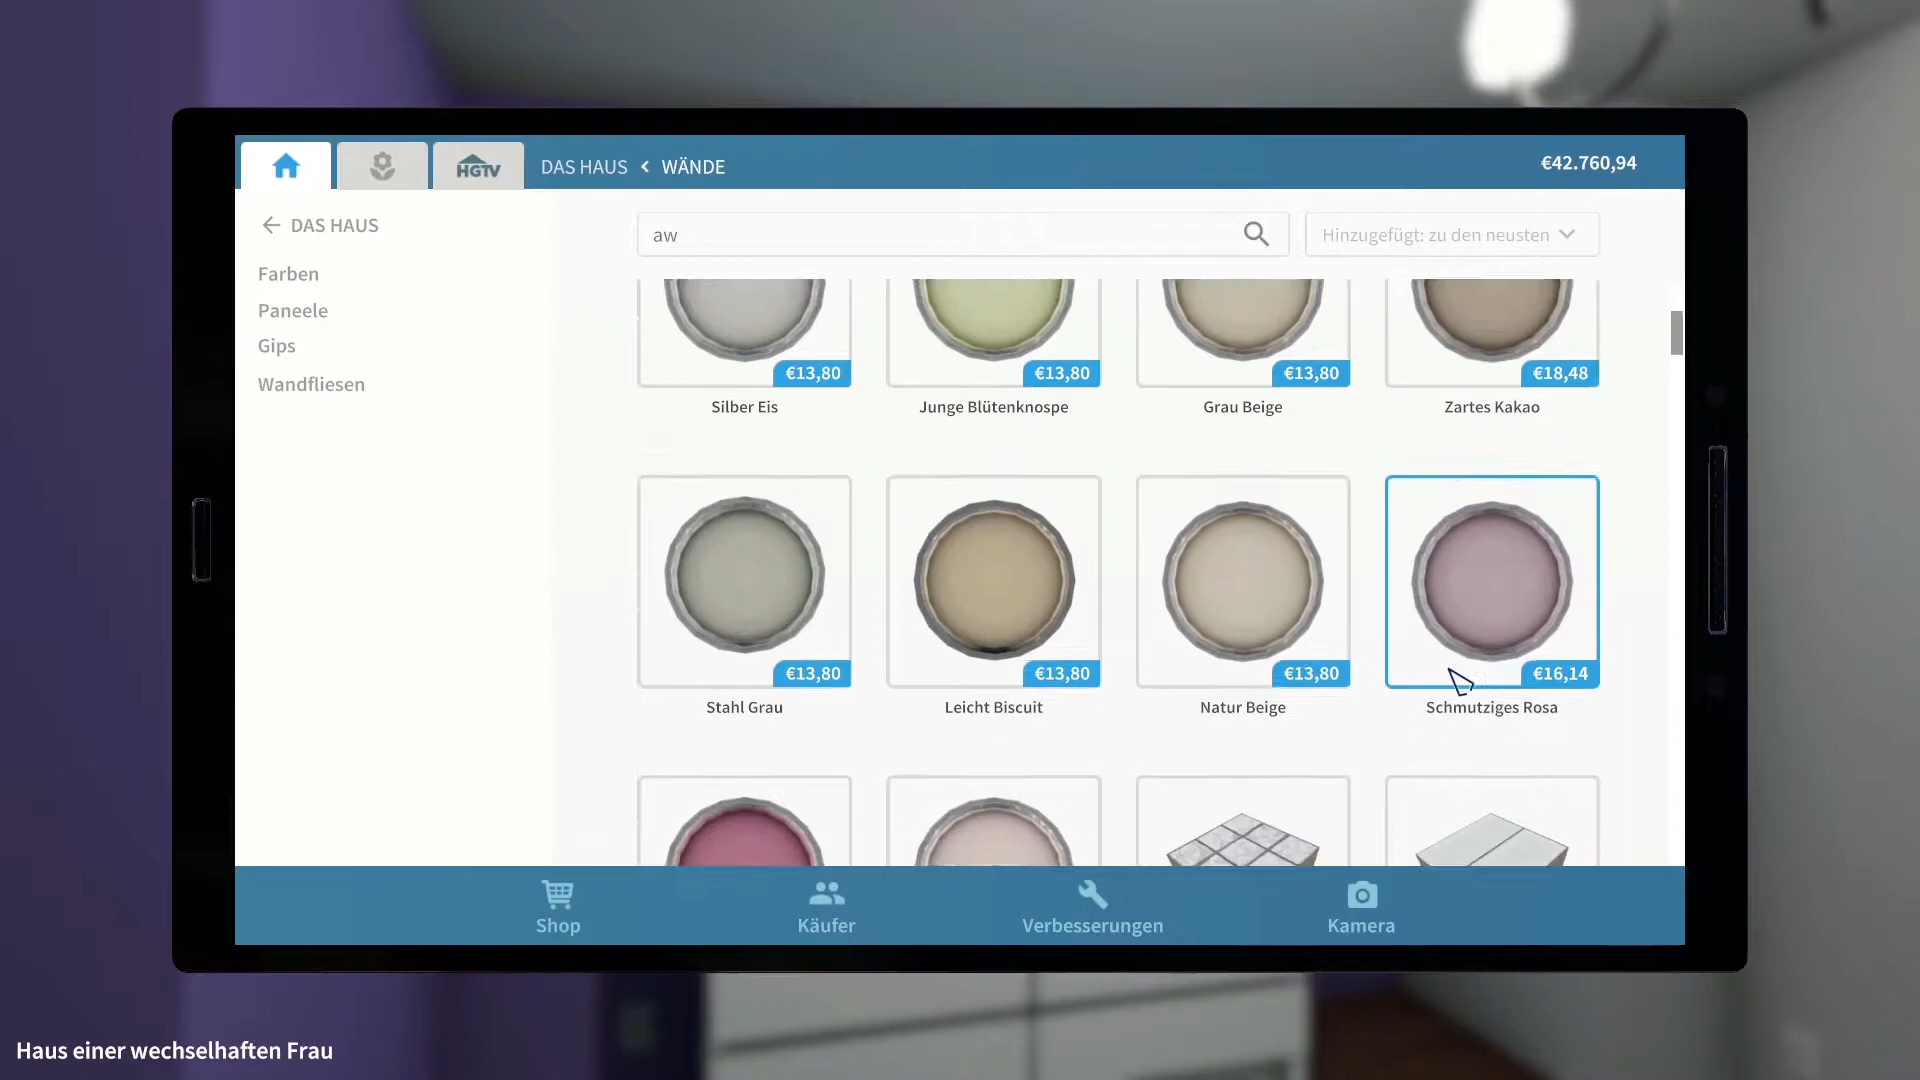 HGTV
DAS HAUS < WÄNDE
€42.760,94
← DAS HAUS
Farben
Paneele
Gips
Wandfliesen
aw
Hinzugefügt: zu den neusten
€13,80
€13,80
€13,80
€18,48
Silber Eis
Junge Blütenknospe
Grau Beige
Zartes Kakao
€13,80
€13,80
€13,80
€16,14
Stahl Grau
Leicht Biscuit
Natur Beige
Schmutziges Rosa
Shop
Käufer
Verbesserungen
Kamera
Haus einer wechselhaften Frau